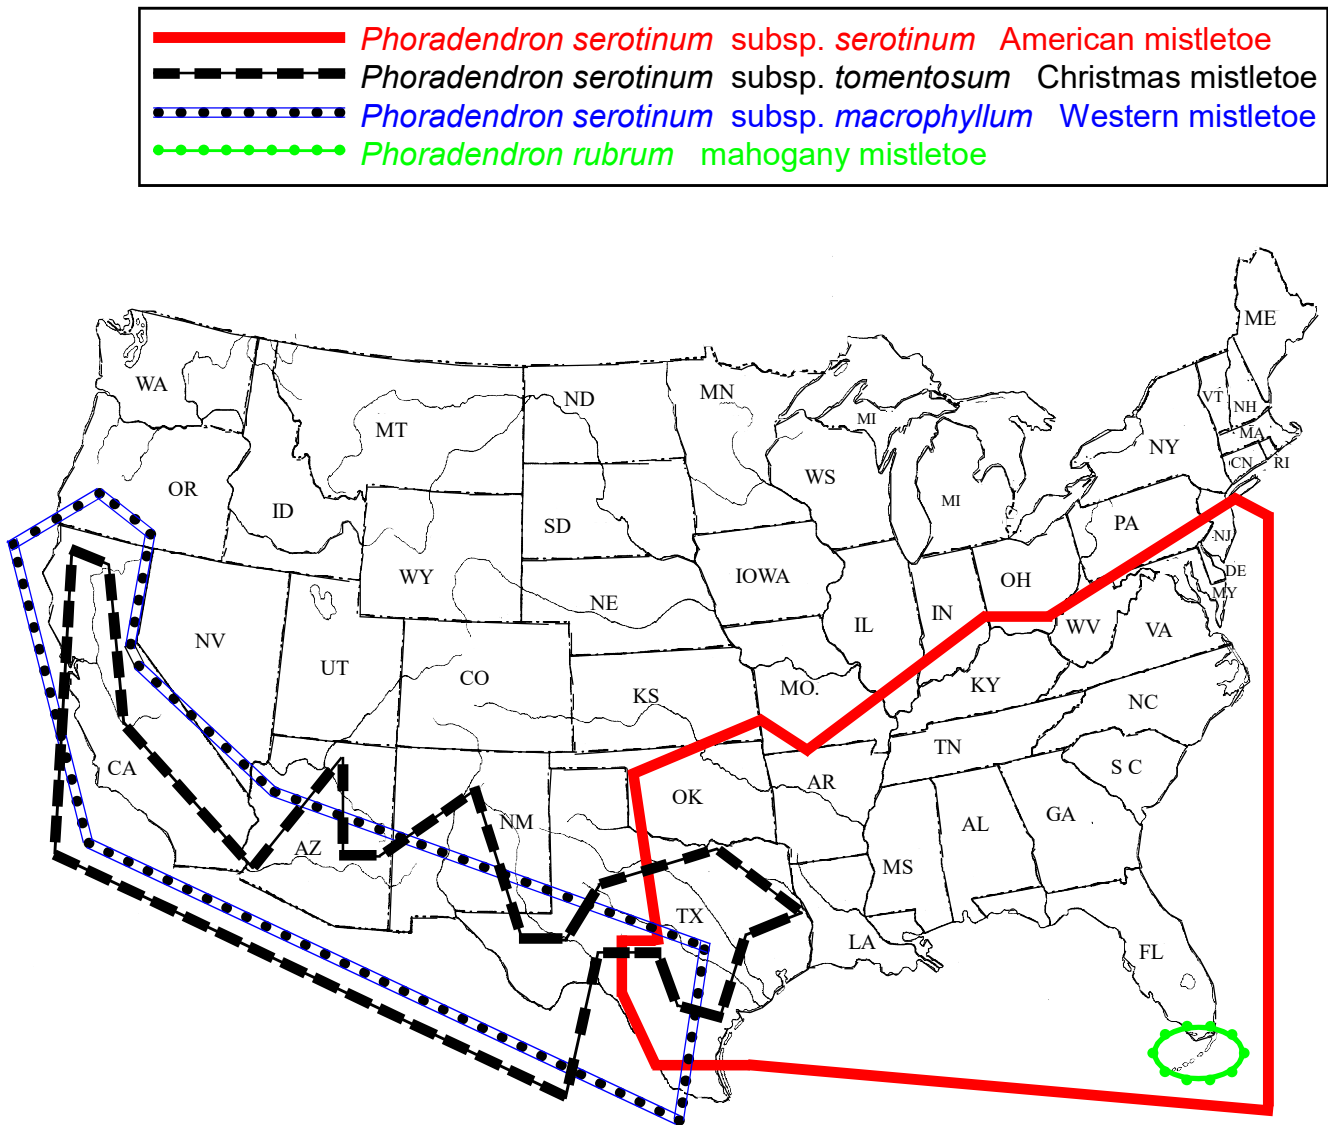 Phoradendron serotinum subsp. serotinum American mistletoe
Phoradendron serotinum subsp. tomentosum Christmas mistletoe
Phoradendron serotinum subsp. macrophyllum Western mistletoe
Phoradendron rubrum mahogany mistletoe
ME
WA
ND
MN
VT
NH
MT
MI
MA
NY
CN
RI
OR
WS
ID
MI
SD
PA
NJ
WY
IOWA
OH
DE
NE
MY
IN
IL
WV
VA
NV
UT
CO
KS
MO.
KY
NC
TN
CA
S C
OK
AR
NM
GA
AL
AZ
MS
TX
LA
FL